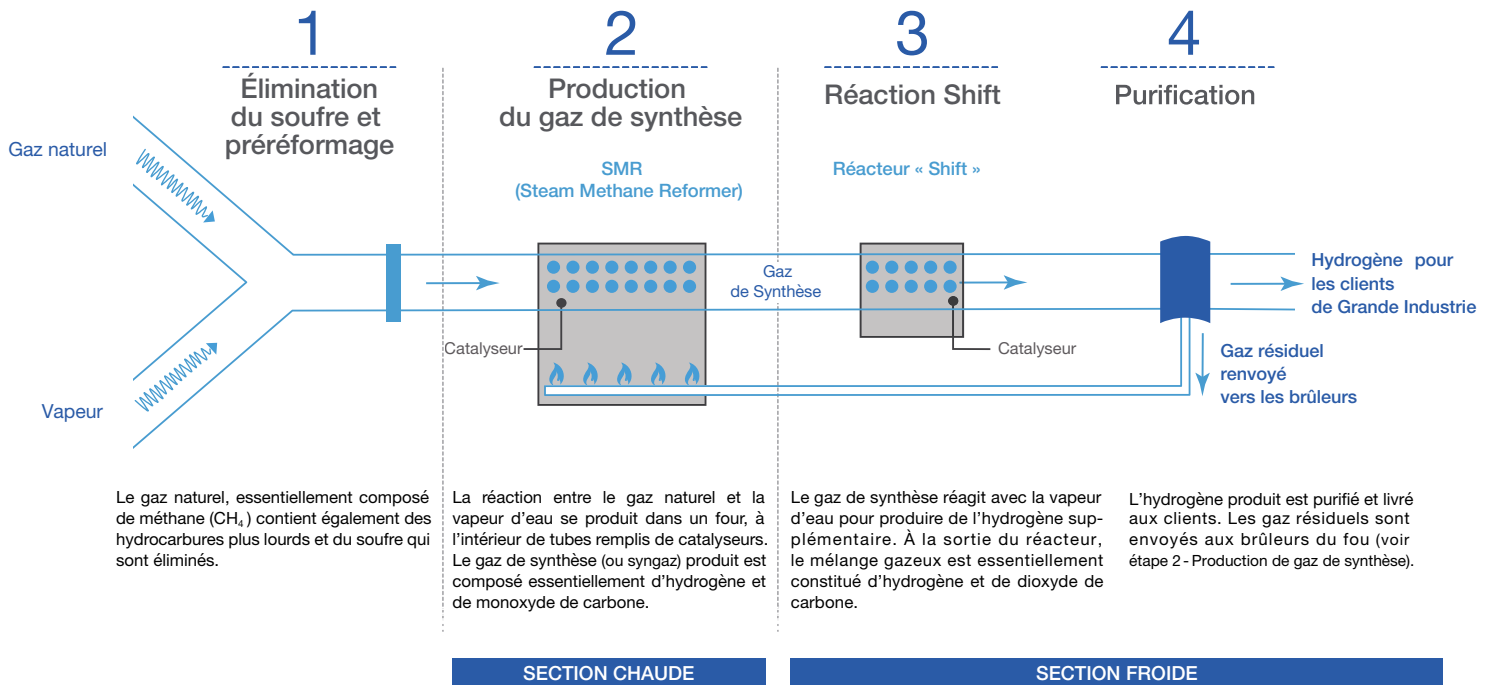 1
Élimination
du soufre et
préréformage
2
Production
du gaz de synthèse
3
Réaction Shift
4
Purification
SMR
(Steam Methane Reformer)
Réacteur « Shift »
Gaz naturel
Vapeur
Catalyseur
Gaz
de Synthèse
Catalyseur
Hydrogène pour
les clients
de Grande Industrie
Gaz résiduel
renvoyé
vers les brûleurs
Le gaz naturel, essentiellement composé
de méthane (CH₄) contient également des
hydrocarbures plus lourds et du soufre qui
sont éliminés.
La réaction entre le gaz naturel et la
vapeur d'eau se produit dans un four, à
l'intérieur de tubes remplis de catalyseurs.
Le gaz de synthèse (ou syngaz) produit est
composé essentiellement d'hydrogène et
de monoxyde de carbone.
Le gaz de synthèse réagit avec la vapeur
d'eau pour produire de l'hydrogène sup-
plémentaire. À la sortie du réacteur,
le mélange gazeux est essentiellement
constitué d'hydrogène et de dioxyde de
carbone.
L'hydrogène produit est purifié et livré
aux clients. Les gaz résiduels sont
envoyés aux brûleurs du fou (voir
étape 2 - Production de gaz de synthèse).
SECTION CHAUDE
SECTION FROIDE